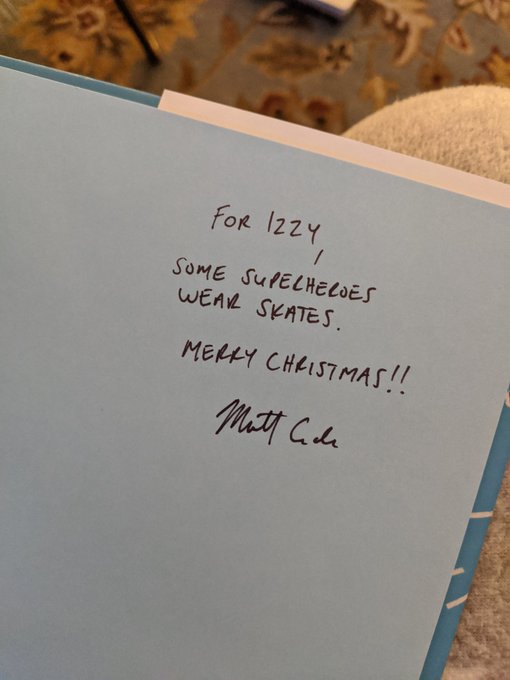 FOR IZZY,
SOME SUPERHEROES
WEAR SKATES.
MERRY CHRISTMAS!!
Matt